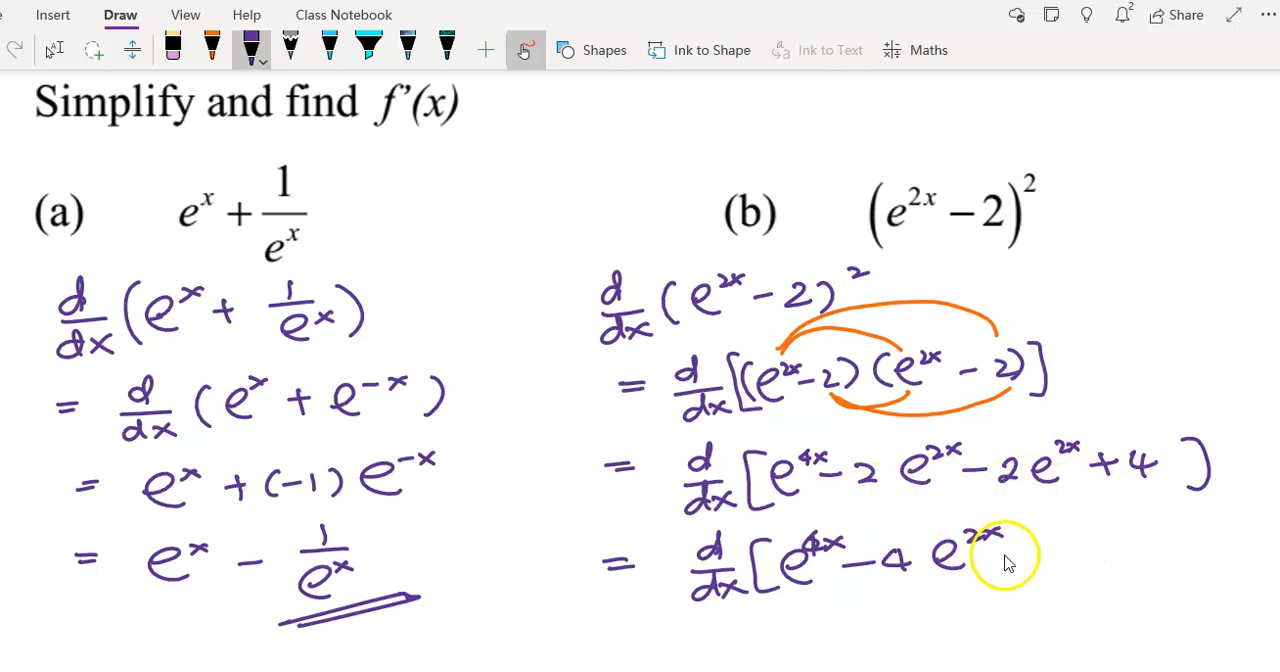 Insert Draw View Help Class Notebook
Share
Shapes Ink to Shape Ink to Text Maths
Simplify and find f’(x)
(a) e^x + 1/e^x
d/dx (e^x + 1/e^x)
= d/dx (e^x + e^-x)
= e^x + (-1) e^-x
= e^x - 1/e^x
(b) (e^2x - 2)^2
d/dx (e^2x - 2)^2
= d/dx [(e^2x - 2) (e^2x - 2)]
= d/dx [e^4x - 2 e^2x - 2e^2x + 4 ]
= d/dx [e^4x - 4 e^2x